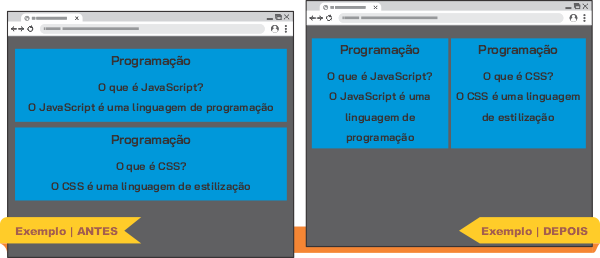 Programação
O que é JavaScript?
O JavaScript é uma linguagem de programação
Programação
O que é CSS?
O CSS é uma linguagem de estilização
Exemplo | ANTES
Programação
O que é JavaScript?
O JavaScript é uma
linguagem de
programação
Programação
O que é CSS?
O CSS é uma linguagem
de estilização
Exemplo | DEPOIS